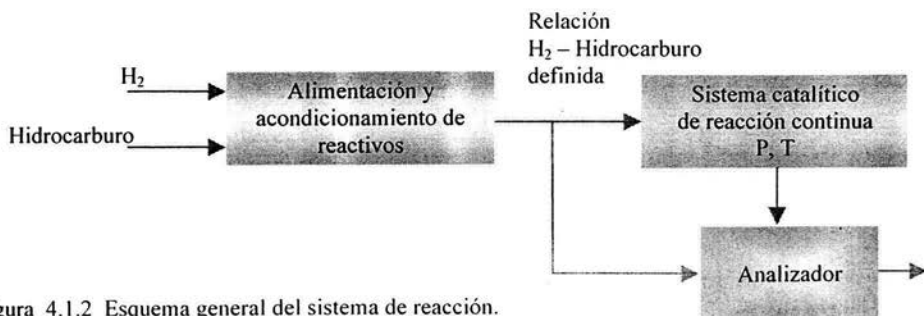 Relación
H₂ – Hidrocarburo
definida
H₂
Hidrocarburo
Alimentación y
acondicionamiento de
reactivos
Sistema catalítico
de reacción continua
P, T
Analizador
gura 4.1.2 Esquema general del sistema de reacción.